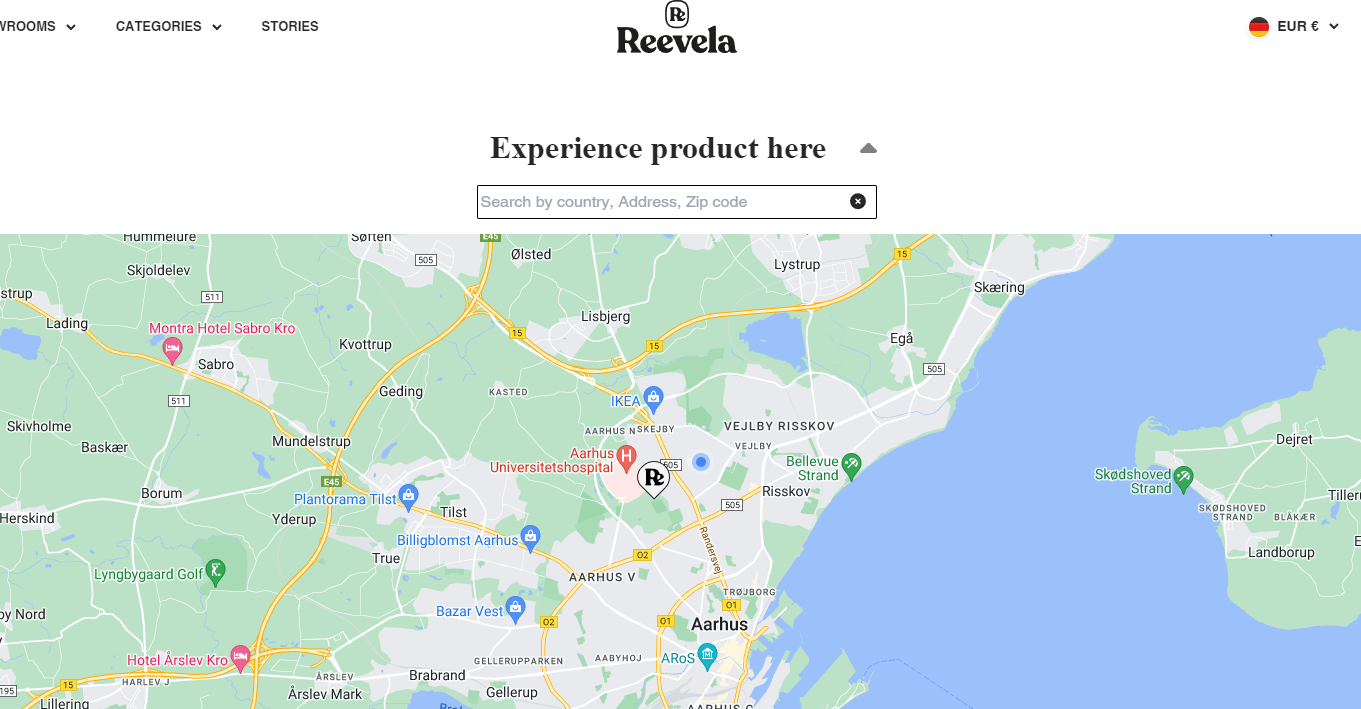 WROOMS
CATEGORIES
STORIES
Re
Reevela
EUR €
Experience product here
Search by country, Address, Zip code
Hummelure
Søften
E45
Ølsted
505
Lystrup
15
Skjoldelev
Skæring
strup
511
Lading
Montra Hotel Sabro Kro
Lisbjerg
15
15
Kvottrup
Egå
Sabro
505
Geding
KASTED
IKEA
511
Skivholme
AARHUS N
SKEJBY
VEJLBY RISSKOV
Baskær
Mundelstrup
VEJLBY
Dejret
Aarhus
Universitetshospital
505
Re
Bellevue
Strand
Skødshoved
Strand
E45
Borum
Plantorama Tilst
Risskov
Tiller
505
SKØDSHOVED
STRAND
BLÅKÆR
Herskind
Yderup
Tilst
Billigblomst Aarhus
Randersvej
Landborup
E
True
O2
Lyngbygaard Golf
AARHUS V
TRØJBORG
by Nord
Bazar Vest
O1
O2
O1
Aarhus
Hotel Årslev Kro
GELLERUPPARKEN
AABYHOJ
ARoS
ÅRSLEV
Brabrand
HARLEV J
15
195
Årslev Mark
Gellerup
Lillering
AARHUS C